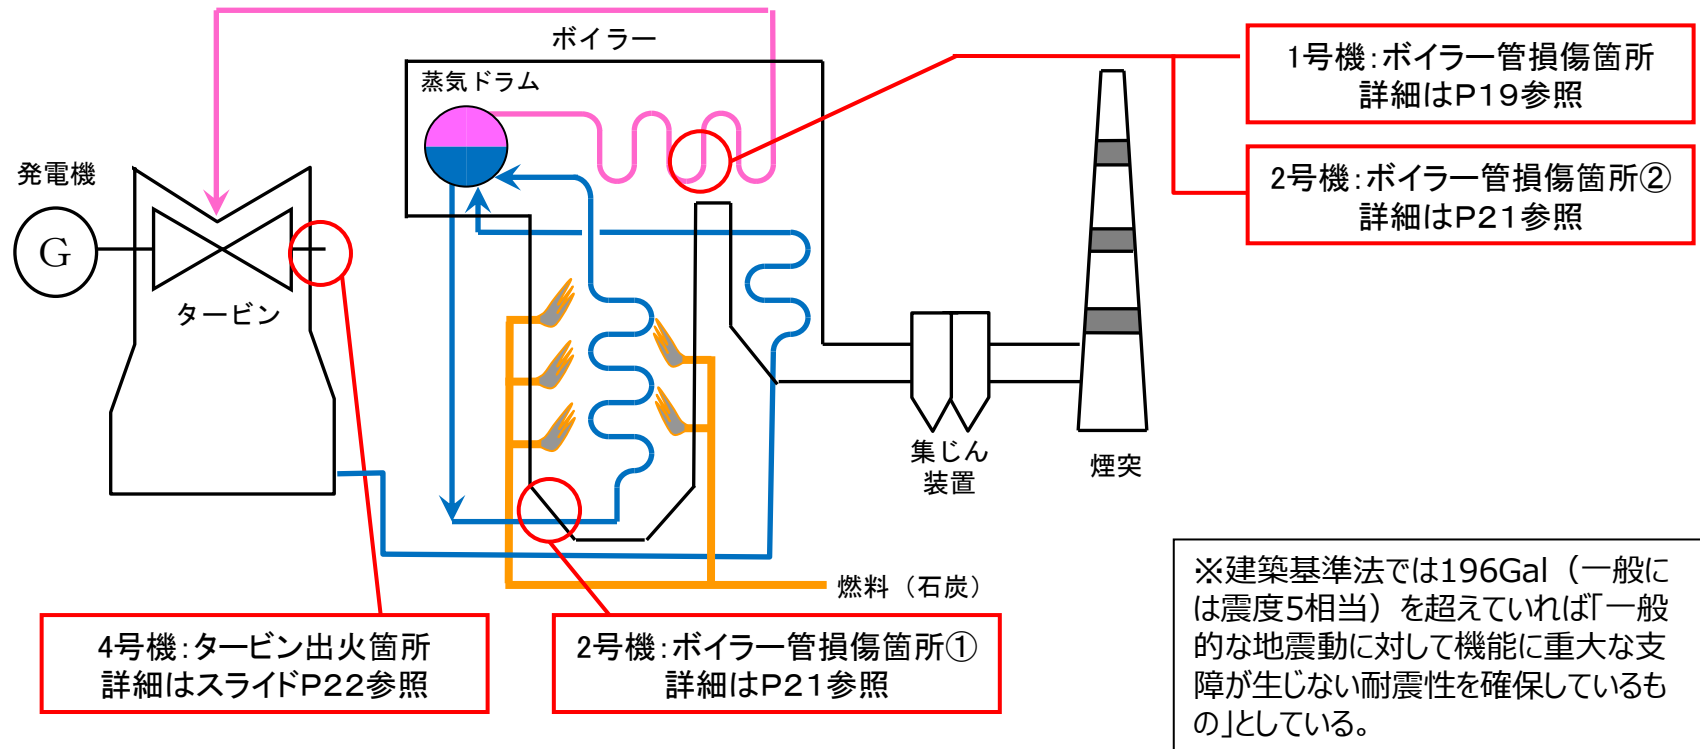 ボイラー
蒸気ドラム
発電機
G
タービン
1号機：ボイラー管損傷箇所
詳細はP19参照
2号機：ボイラー管損傷箇所②
詳細はP21参照
集じん
装置
煙突
燃料（石炭）
4号機：タービン出火箇所
詳細はスライドP22参照
2号機：ボイラー管損傷箇所①
詳細はP21参照
※建築基準法では196Gal（一般に
は震度5相当）を超えていれば「一般
的な地震動に対して機能に重大な支
障が生じない耐震性を確保しているも
の」としている。